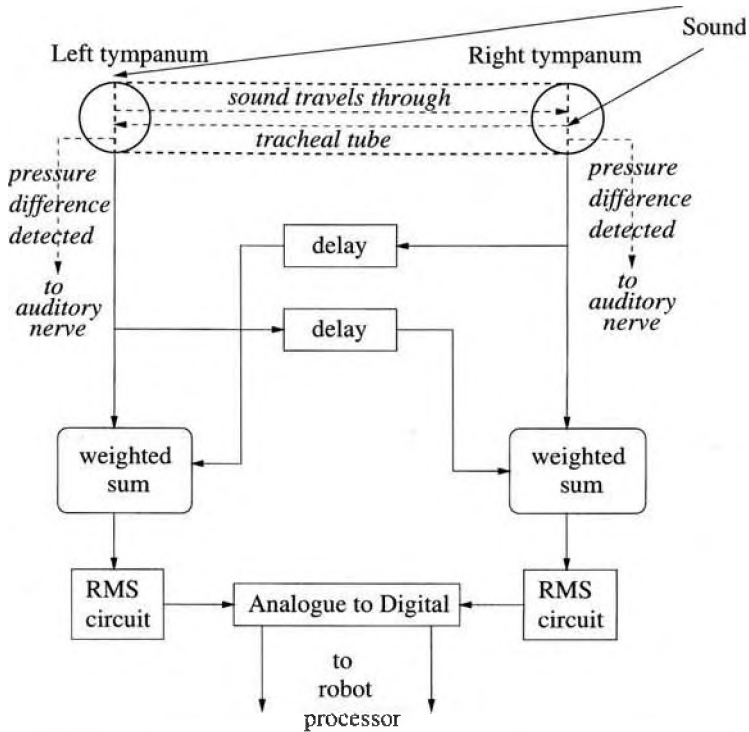 Sound
Left tympanum
Right tympanum
sound travels through
tracheal tube
pressure
difference
detected
to
auditory
nerve
pressure
difference
detected
to
auditory
nerve
delay
delay
weighted
sum
weighted
sum
RMS
circuit
Analogue to Digital
RMS
circuit
to
robot
processor